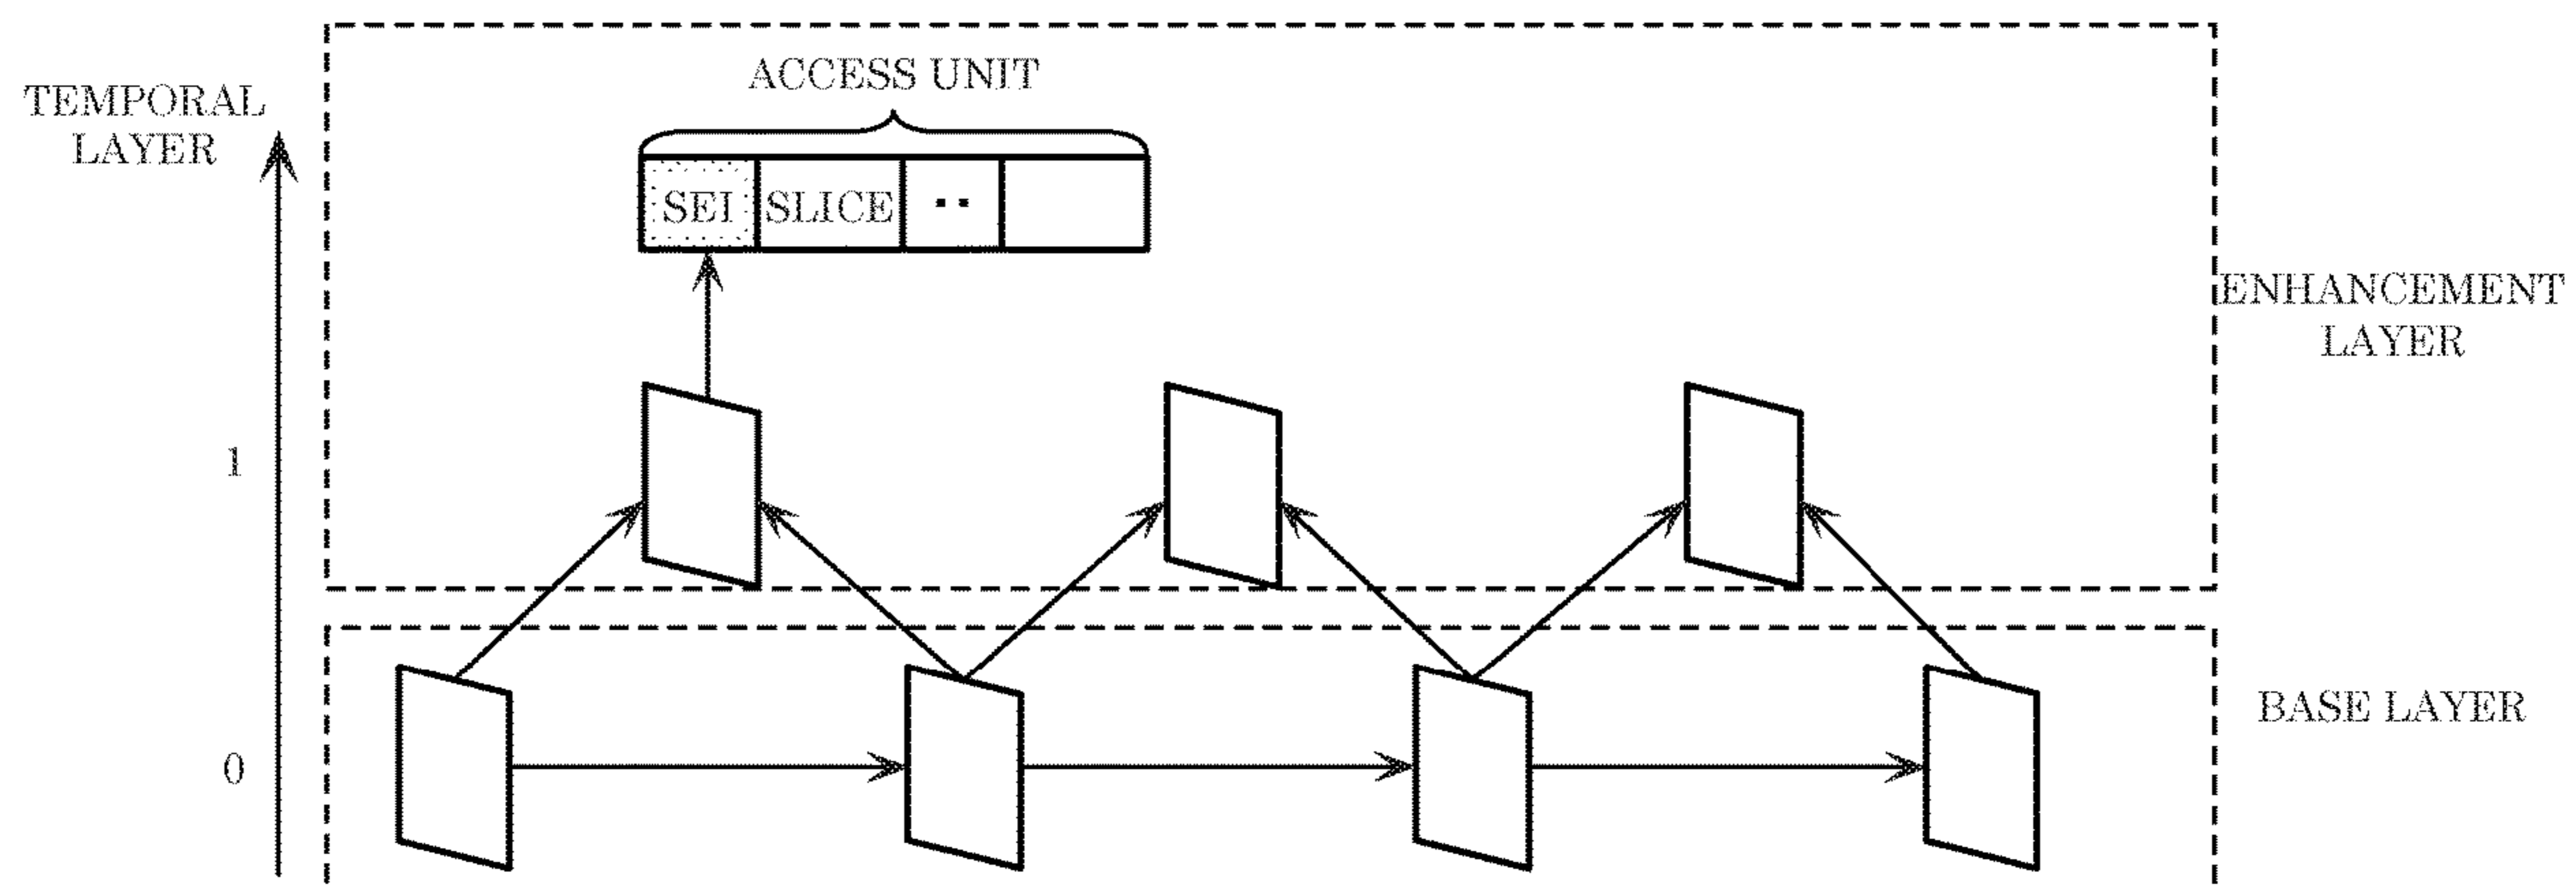 ACCESS UNIT
TEMPORAL
LAYER
SEI SLICE ..
ENHANCEMENT
LAYER
1
BASE LAYER
0